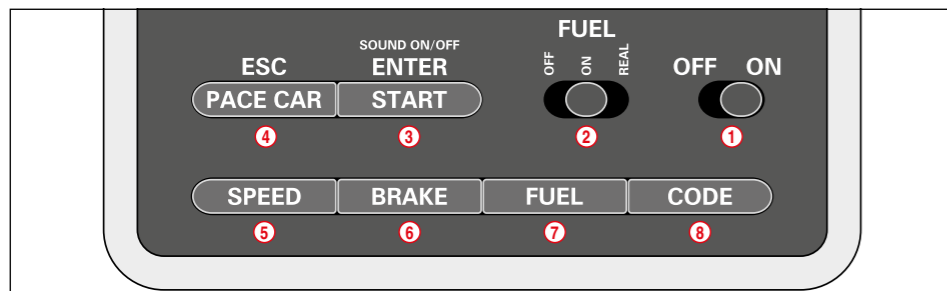 FUEL
SOUND ON/OFF
ESC ENTER OFF ON REAL OFF ON
PACE CAR START
4 3 2 1
SPEED BRAKE FUEL CODE
5 6 7 8